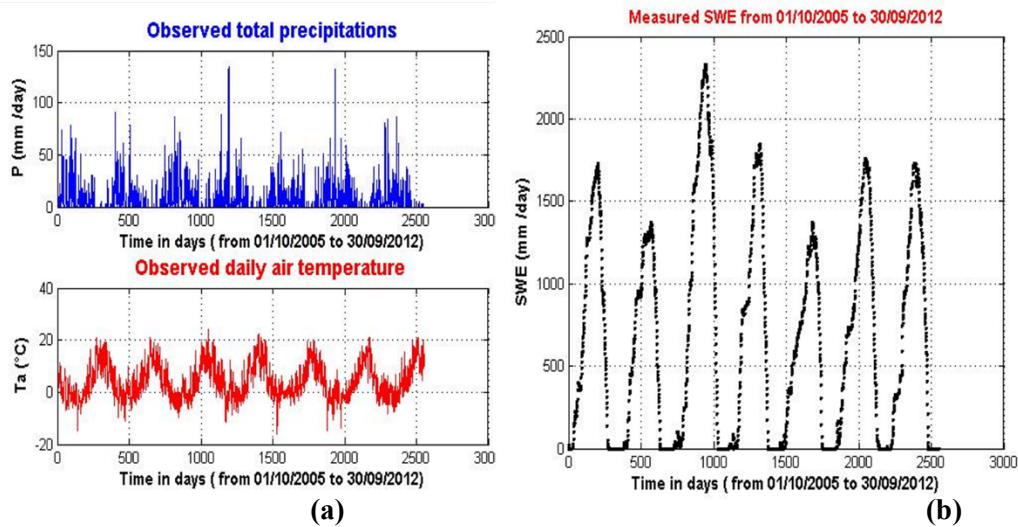 Observed total precipitations
P (mm /day)
150
100
50
0
0 500 1000 1500 2000 2500 300
Time in days ( from 01/10/2005 to 30/09/2012)
Observed daily air temperature
Ta (°C)
40
20
0
-20
0 500 1000 1500 2000 2500 300
Time in days ( from 01/10/2005 to 30/09/2012)
(a)
(b)
Measured SWE from 01/10/2005 to 30/09/2012
SWE (mm /day)
2500
2000
1500
1000
500
0
0 500 1000 1500 2000 2500 3000
Time in days ( from 01/10/2005 to 30/09/2012)